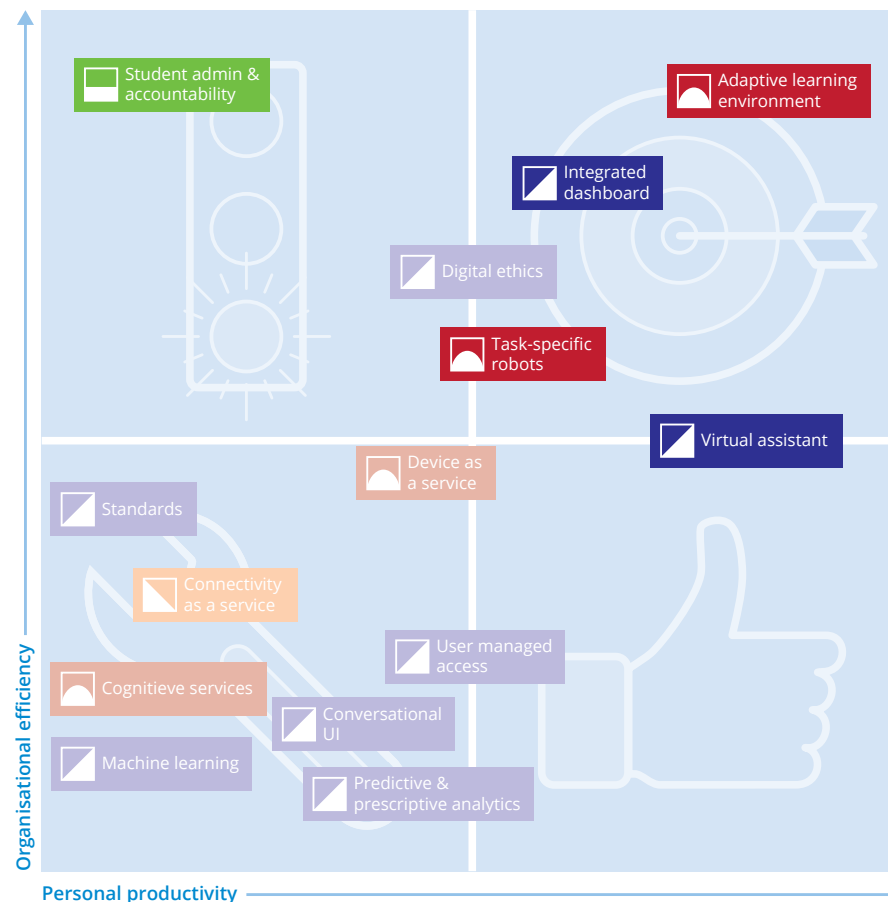 Student admin &
accountability
Adaptive learning
environment
Integrated
dashboard
Digital ethics
Task-specific
robots
Virtual assistant
Device as
a service
Standards
Connectivity
as a service
User managed
access
Cognitieve services
Conversational
UI
Machine learning
Predictive &
prescriptive analytics
Organisational efficiency
Personal productivity